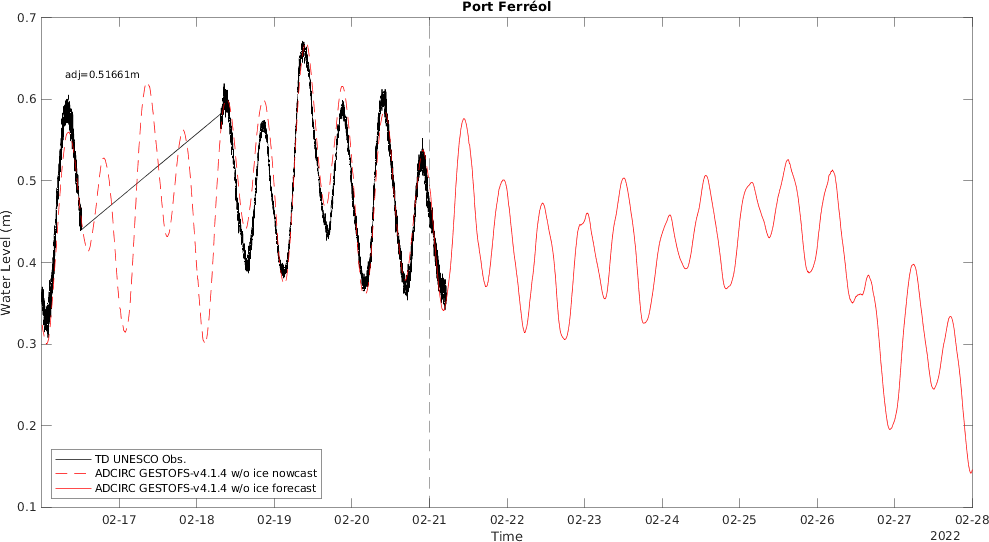 Port Ferréol
0.7
0.6
0.5
0.4
0.3
0.2
0.1
Water Level (m)
adj=0.51661m
TD UNESCO Obs.
ADCIRC GESTOFS-v4.1.4 w/o ice nowcast
ADCIRC GESTOFS-v4.1.4 w/o ice forecast
02-17 02-18 02-19 02-20 02-21 02-22 02-23 02-24 02-25 02-26 02-27 02-28
Time
2022